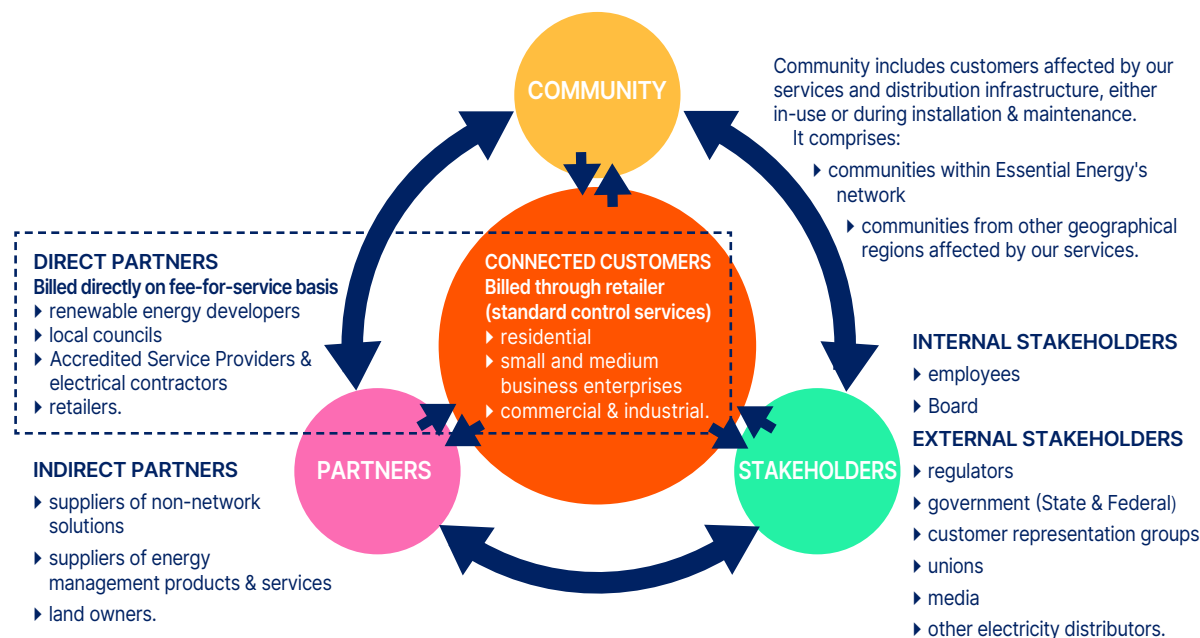 COMMUNITY
Community includes customers affected by our
services and distribution infrastructure, either
in-use or during installation & maintenance.
It comprises:
communities within Essential Energy's
network
communities from other geographical
regions affected by our services.
DIRECT PARTNERS
Billed directly on fee-for-service basis
renewable energy developers
local councils
Accredited Service Providers &
electrical contractors
retailers.
CONNECTED CUSTOMERS
Billed through retailer
(standard control services)
residential
small and medium
business enterprises
commercial & industrial.
PARTNERS
INDIRECT PARTNERS
suppliers of non-network
solutions
suppliers of energy
management products & services
land owners.
STAKEHOLDERS
INTERNAL STAKEHOLDERS
employees
Board
EXTERNAL STAKEHOLDERS
regulators
government (State & Federal)
customer representation groups
unions
media
other electricity distributors.